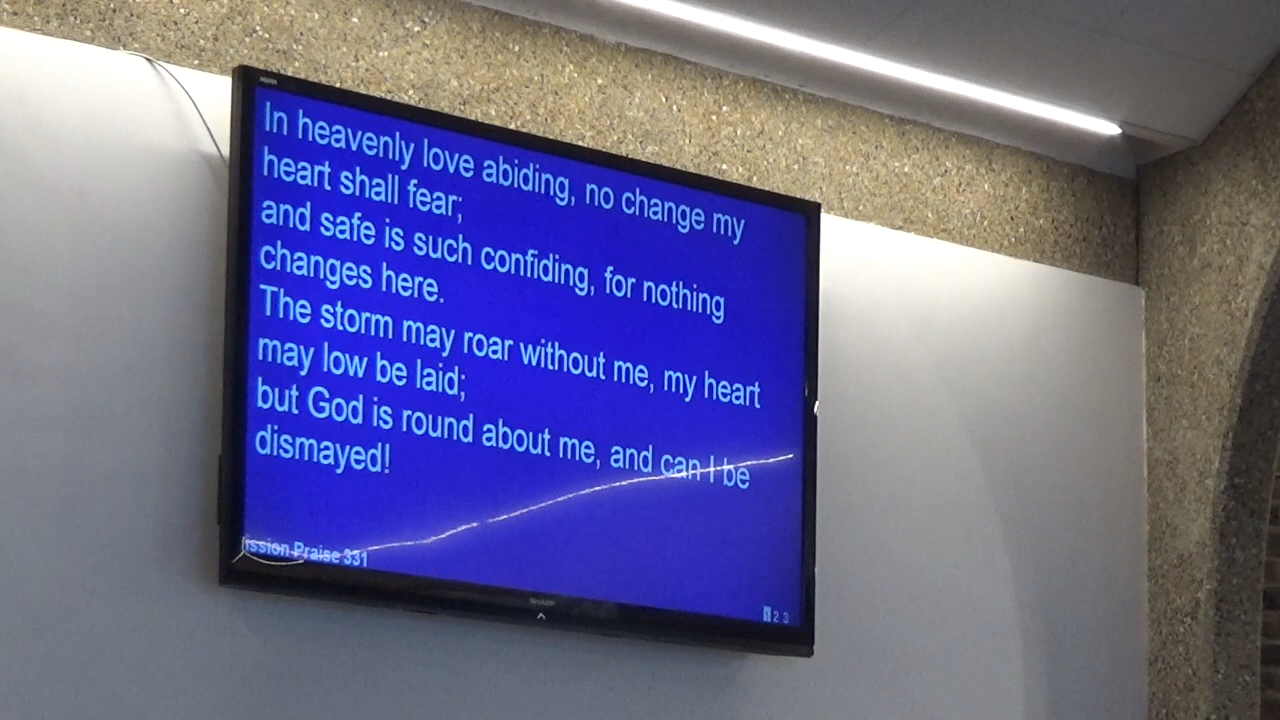 In heavenly love abiding, no change my
heart shall fear;
and safe is such confiding, for nothing
changes here.
The storm may roar without me, my heart
may low be laid;
but God is round about me, and can I be
dismayed!
ission Praise 331
1 2 3
SHARP